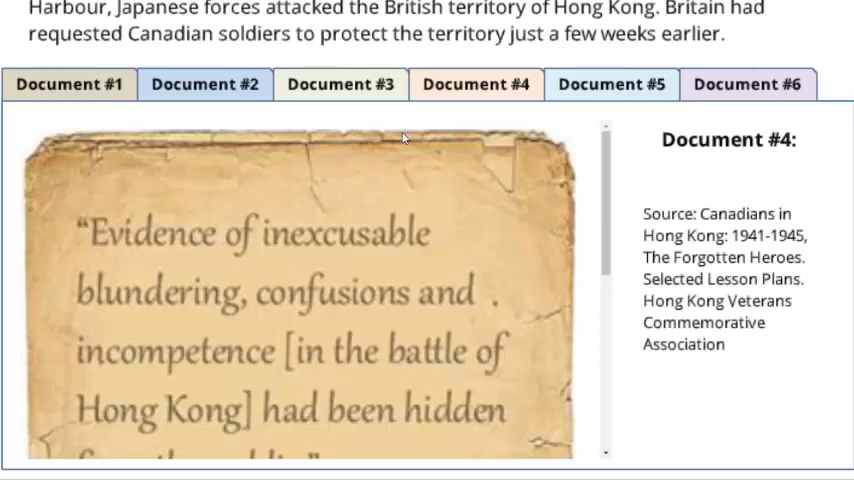 Harbour, Japanese forces attacked the British territory of Hong Kong. Britain had
requested Canadian soldiers to protect the territory just a few weeks earlier.
Document #1 Document #2 Document #3 Document #4 Document #5 Document #6
“Evidence of inexcusable
blundering, confusions and .
incompetence [in the battle of
Hong Kong] had been hidden
Document #4:
Source: Canadians in
Hong Kong: 1941-1945,
The Forgotten Heroes.
Selected Lesson Plans.
Hong Kong Veterans
Commemorative
Association